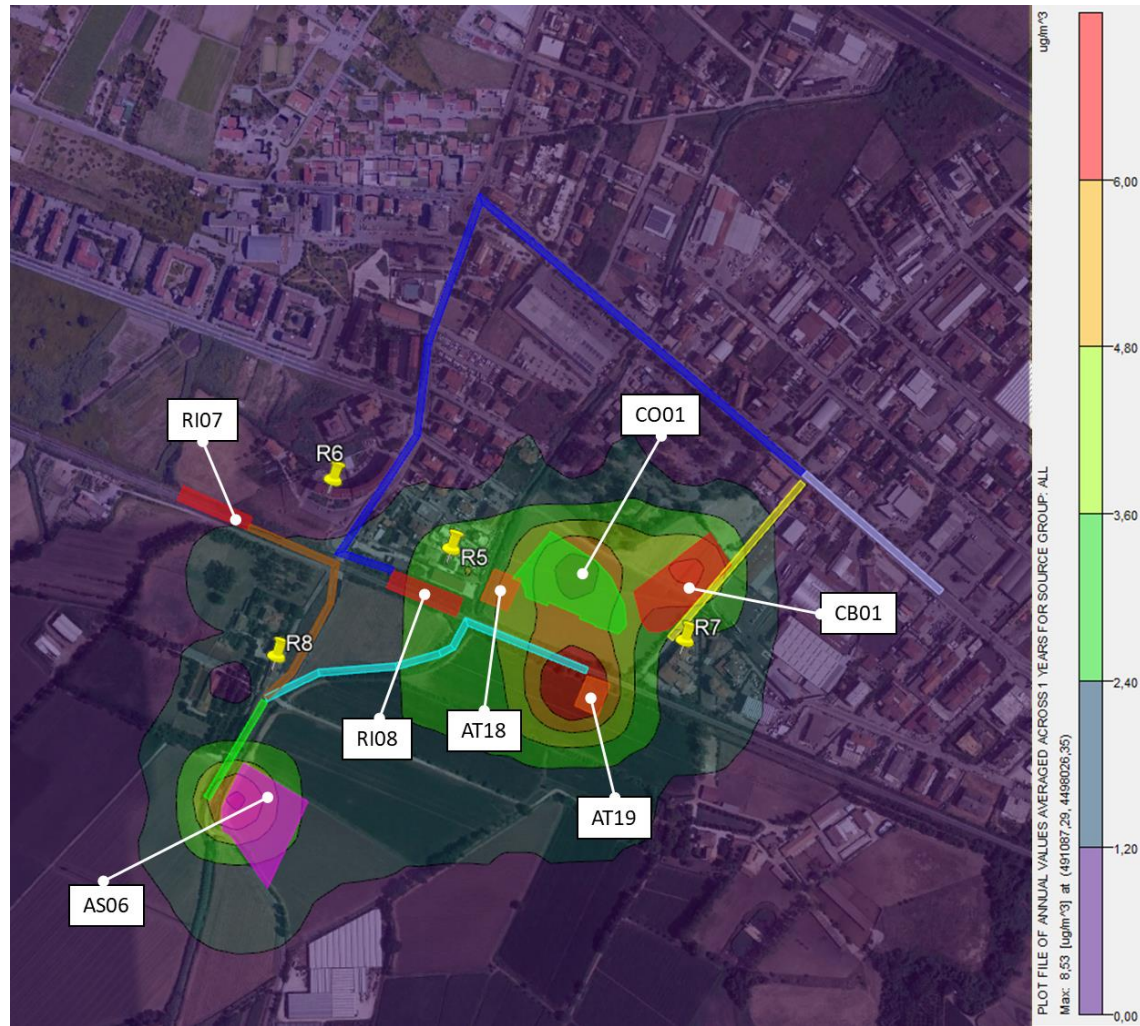 ug/m^3
PLOT FILE OF ANNUAL VALUES AVERAGED ACROSS 1 YEARS FOR SOURCE GROUP: ALL
Max: 8,53 [ug/m^3] at (491087,29, 4498026,35)
6,00
4,80
3,60
2,40
1,20
0,00
CO01
RI07
R6
R5
CB01
R7
R8
RI08
AT18
AT19
AS06